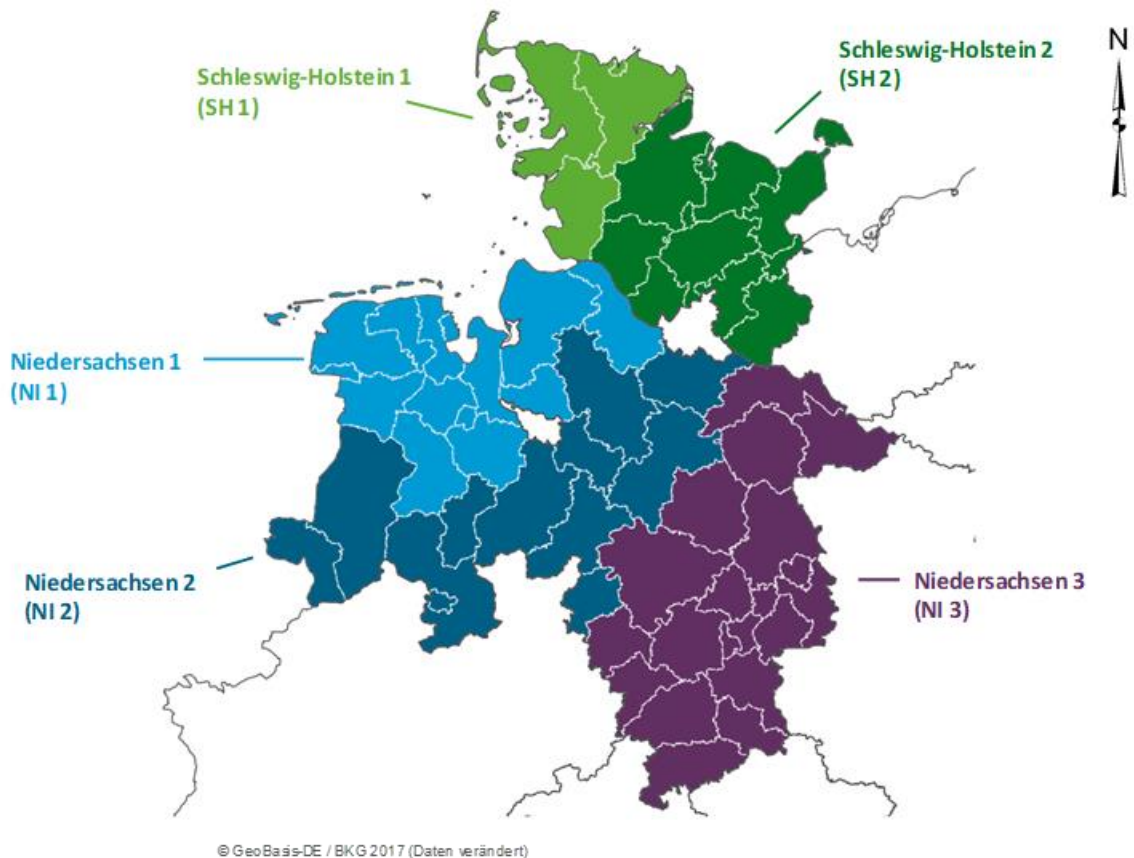 Schleswig-Holstein 1
(SH 1)
Schleswig-Holstein 2
(SH 2)
N
Niedersachsen 1
(NI 1)
Niedersachsen 2
(NI 2)
Niedersachsen 3
(NI 3)
© GeoBasis-DE / BKG 2017 (Daten verändert)